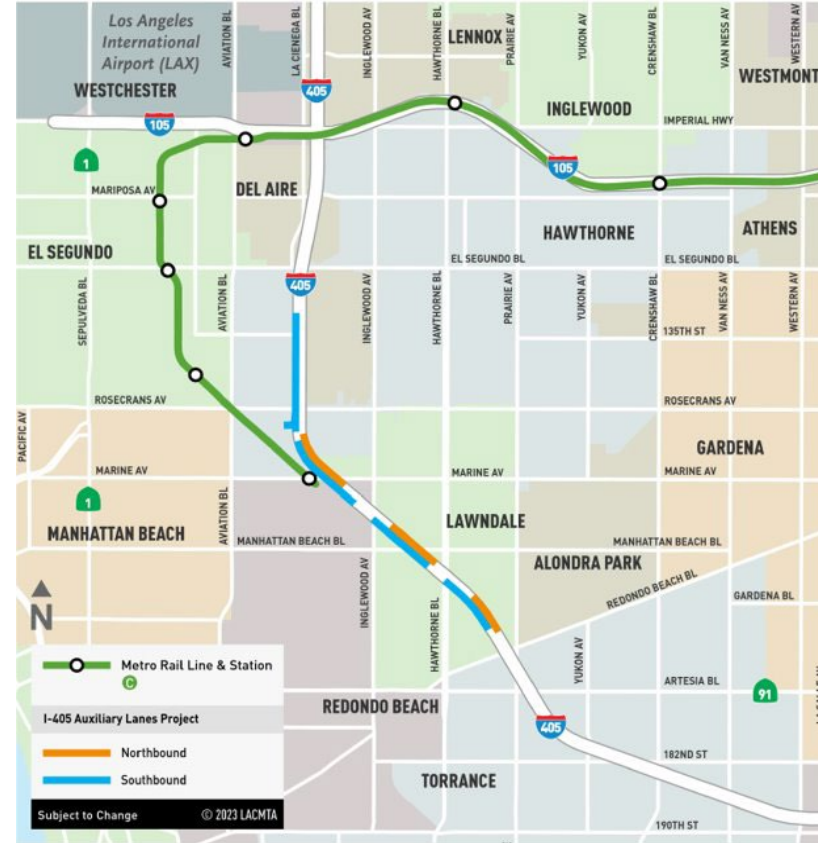 Los Angeles
International
Airport (LAX)
AVIATION BL
LA CIENEGA BL
INGLEWOOD AV
HAWTHORNE BL
LENNOX
PRAIRIE AV
YUKON AV
CRENSHAW BL
VAN NESS AV
WESTERN AV
WESTCHESTER
405
WESTMONT
INGLEWOOD
105
IMPERIAL HWY
1
105
MARIPOSA AV
DEL AIRE
HAWTHORNE
ATHENS
EL SEGUNDO
EL SEGUNDO BL
EL SEGUNDO BL
405
SEPULVEDA BL
AVIATION BL
INGLEWOOD AV
HAWTHORNE BL
PRAIRIE AV
YUKON AV
CRENSHAW BL
VAN NESS AV
WESTERN AV
135TH ST
ROSECRANS AV
ROSECRANS AV
PACIFIC AV
GARDENA
MARINE AV
MARINE AV
MARINE AV
1
AVIATION BL
LAWNDALE
MANHATTAN BEACH
MANHATTAN BEACH BL
MANHATTAN BEACH BL
ALONDRA PARK
REDONDO BEACH BL
GARDENA BL
INGLEWOOD AV
HAWTHORNE BL
YUKON AV
N
ARTESIA BL
91
REDONDO BEACH
405
182ND ST
TORRANCE
190TH ST
Metro Rail Line & Station
C
I-405 Auxiliary Lanes Project
Northbound
Southbound
Subject to Change © 2023 LACMTA